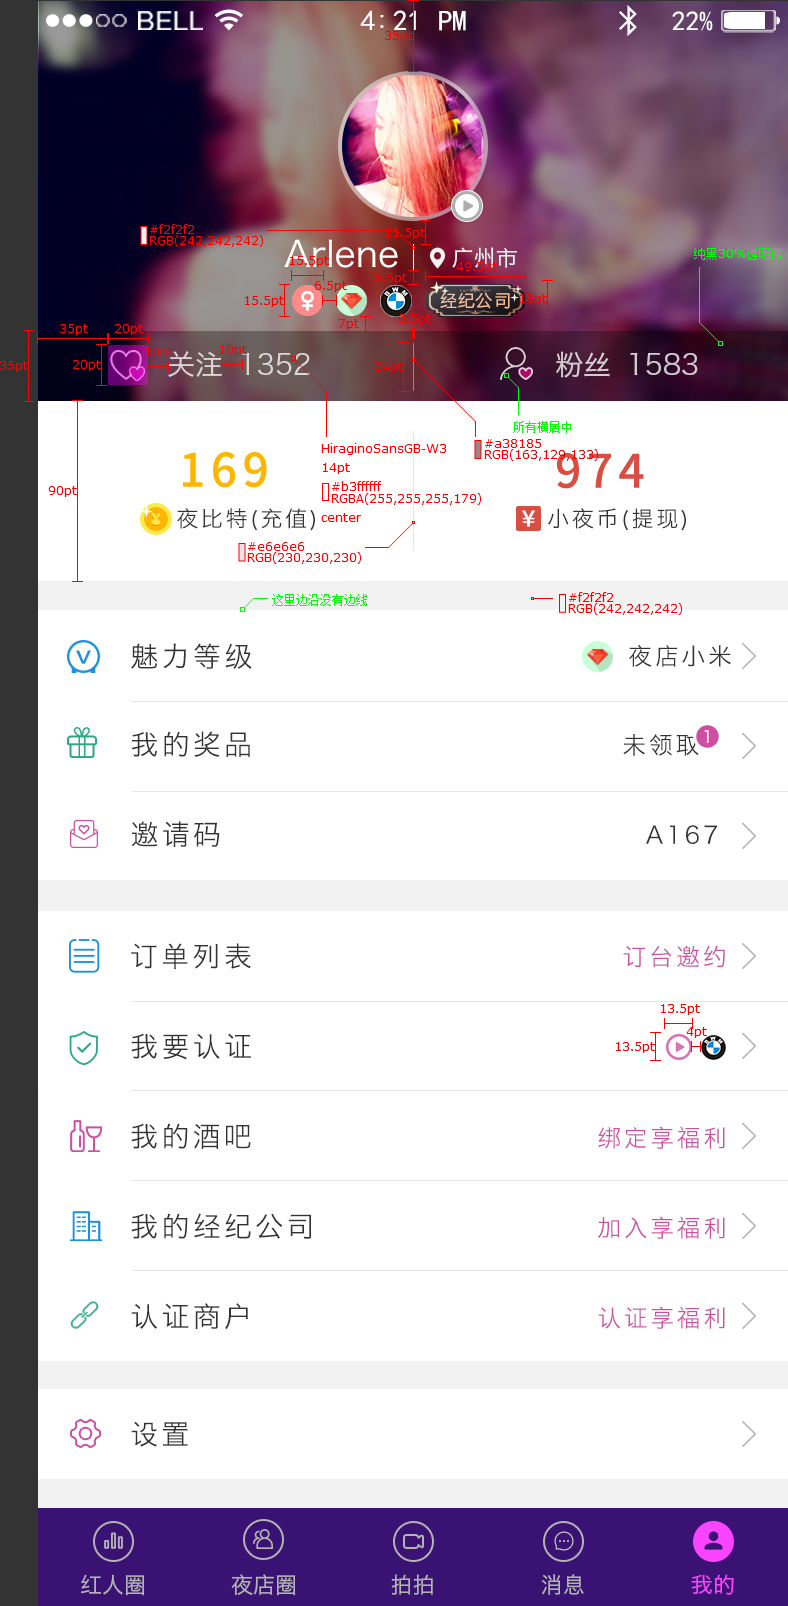 BELL 4:21 PM 22%
35pt
#f2f2f2
RGB(242,242,242)
11.5pt
纯黑30%透明度
Arlene 广州市
15.5pt
6.5pt
6.5pt
15.5pt
经纪公司
7pt
35pt
20pt
35pt
20pt
10pt
24pt
关注 1352
粉丝 1583
所有横居中
HiraginoSansGB-W3
14pt
#b3ffffff
RGBA(255,255,255,179)
center
#a38185
RGB(163,129,133)
90pt
169
974
夜比特(充值)
小夜币(提现)
#e6e6e6
RGB(230,230,230)
这里边沿没有边线
#f2f2f2
RGB(242,242,242)
魅力等级 夜店小米
我的奖品 未领取 1
邀请码 A167
订单列表 订台邀约
13.5pt
4pt
13.5pt
我要认证
我的酒吧 绑定享福利
我的经纪公司 加入享福利
认证商户 认证享福利
设置
红人圈 夜店圈 拍拍 消息 我的